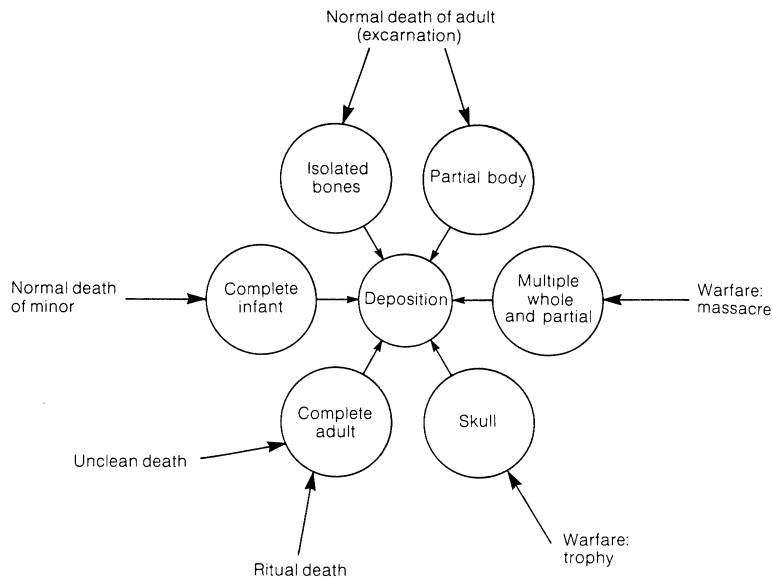 Normal death of adult
(excarnation)
Isolated
bones
Partial body
Normal death
of minor
Complete
infant
Deposition
Multiple
whole
and partial
Warfare:
massacre
Complete
adult
Skull
Unclean death
Ritual death
Warfare:
trophy